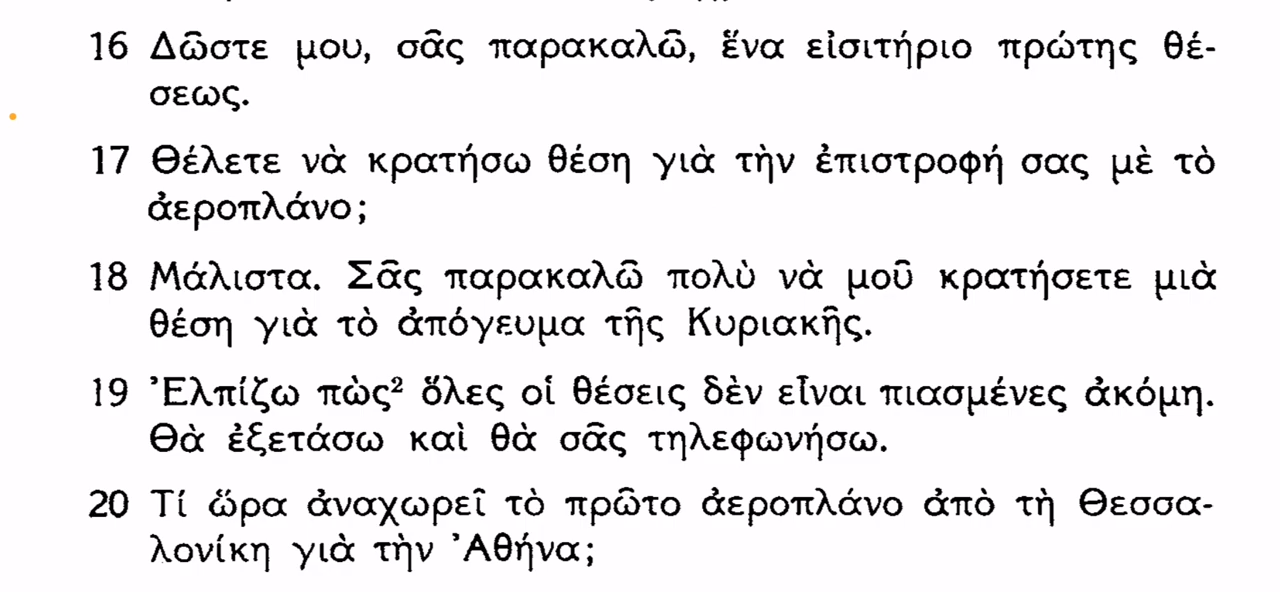 16 Δῶστε μου, σᾶς παρακαλῶ, ἕνα εἰσιτήριο πρώτης θέ-
σεως.
17 Θέλετε νὰ κρατήσω θέση γιὰ τὴν ἐπιστροφή σας μὲ τὸ
ἀεροπλάνο;
18 Μάλιστα. Σᾶς παρακαλῶ πολὺ νὰ μοῦ κρατήσετε μιὰ
θέση γιὰ τὸ ἀπόγευμα τῆς Κυριακῆς.
19 Ἐλπίζω πὼς² ὅλες οἱ θέσεις δὲν εἶναι πιασμένες ἀκόμη.
Θὰ ἐξετάσω καὶ θὰ σᾶς τηλεφωνήσω.
20 Τί ὥρα ἀναχωρεῖ τὸ πρῶτο ἀεροπλάνο ἀπὸ τὴ Θεσσα-
λονίκη γιὰ τὴν Ἀθήνα;